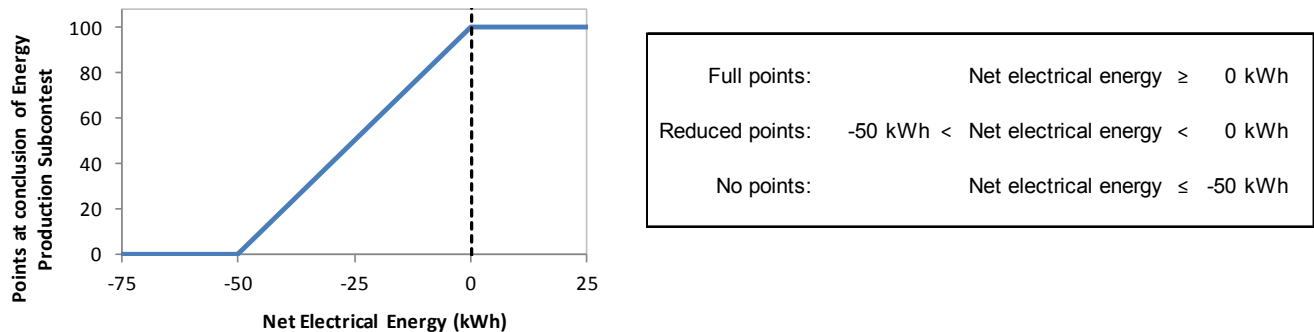 Points at conclusion of Energy
Production Subcontest
100
80
60
40
20
0
-75
-50
-25
0
25
Net Electrical Energy (kWh)
Full points: Net electrical energy ≥ 0 kWh
Reduced points: -50 kWh < Net electrical energy < 0 kWh
No points: Net electrical energy ≤ -50 kWh